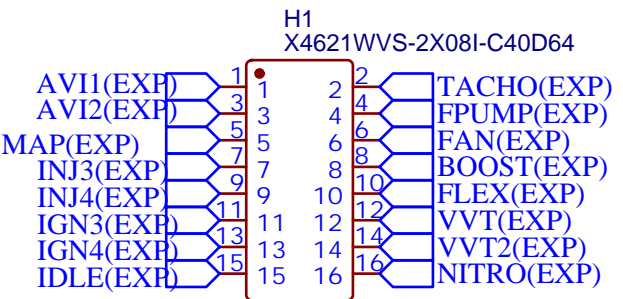 H1
X4621WVS-2X08I-C40D64
AVI1(EXP) 1 1 2 2 TACHO(EXP)
AVI2(EXP) 3 3 4 4 FPUMP(EXP)
MAP(EXP) 5 5 6 6 FAN(EXP)
INJ3(EXP) 7 7 8 8 BOOST(EXP)
INJ4(EXP) 9 9 10 10 FLEX(EXP)
IGN3(EXP) 11 11 12 12 VVT(EXP)
IGN4(EXP) 13 13 14 14 VVT2(EXP)
IDLE(EXP) 15 15 16 16 NITRO(EXP)